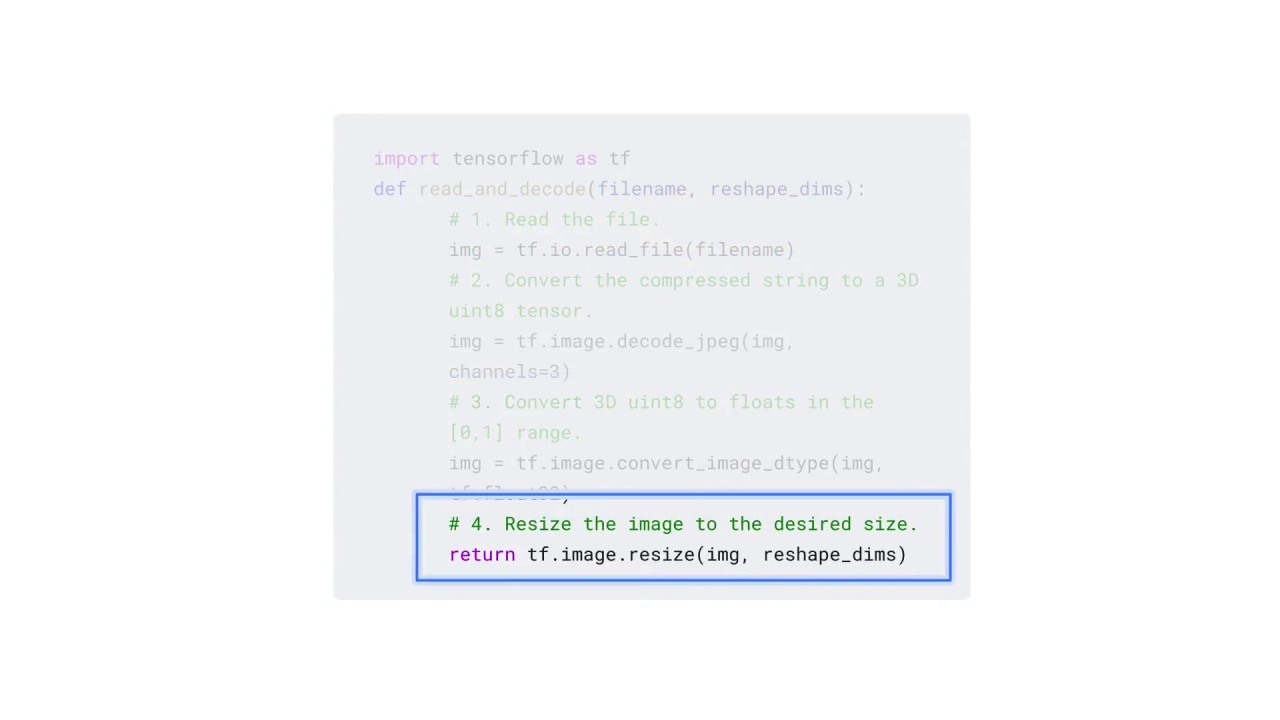 import tensorflow as tf
def read_and_decode(filename, reshape_dims):
# 1. Read the file.
img = tf.io.read_file(filename)
# 2. Convert the compressed string to a 3D
uint8 tensor.
img = tf.image.decode_jpeg(img,
channels=3)
# 3. Convert 3D uint8 to floats in the
[0,1] range.
img = tf.image.convert_image_dtype(img,
tf.float32)
# 4. Resize the image to the desired size.
return tf.image.resize(img, reshape_dims)